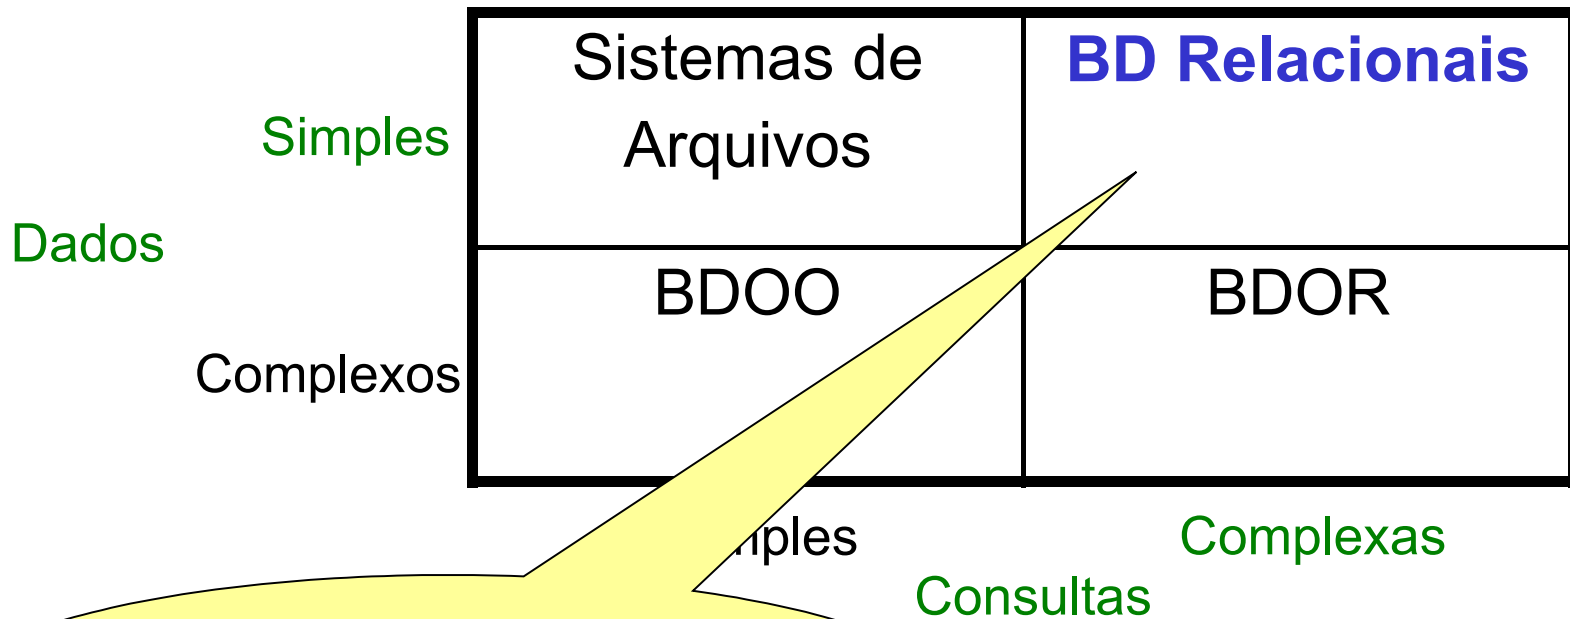 Sistemas de
Arquivos
BD Relacionais
Simples
Dados
BDOO
BDOR
Complexos
Complexas
Consultas